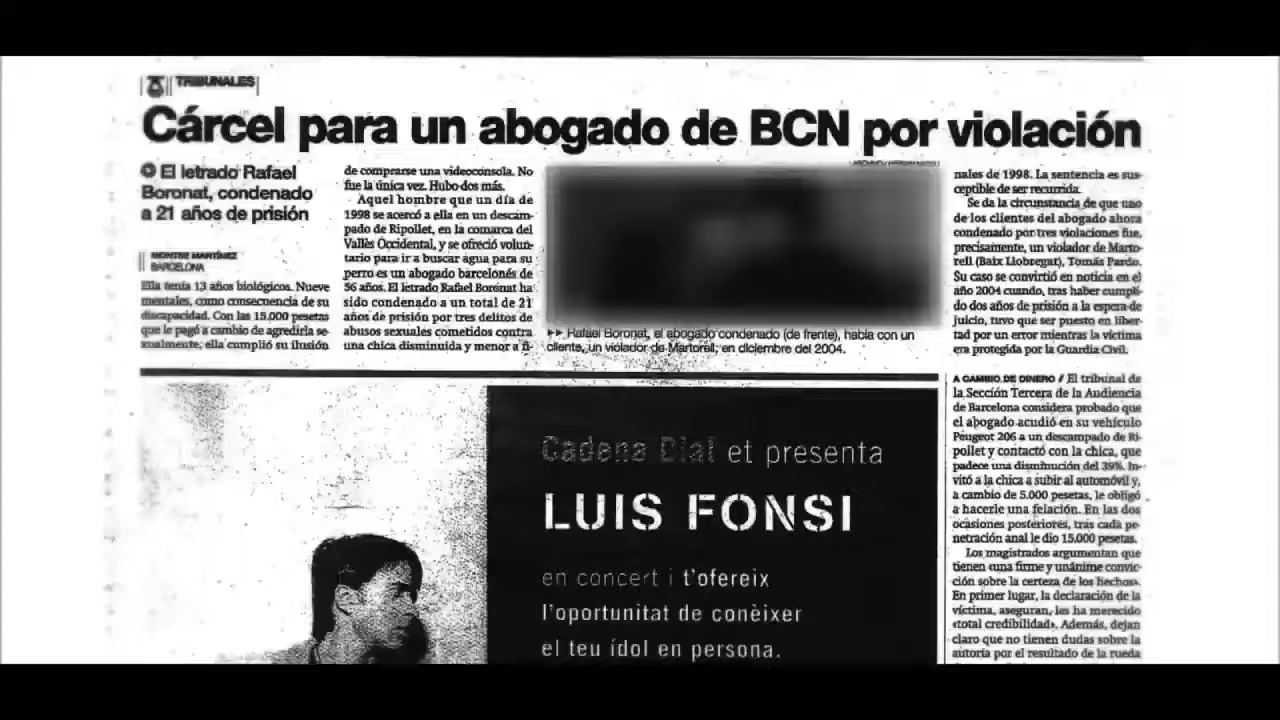 TRIBUNALES
Cárcel para un abogado de BCN por violación
El letrado Rafael
Boronat, condenado
a 21 años de prisión
MONTSE MARTÍNEZ
BARCELONA
Ella tenía 13 años biológicos. Nueve
mentales, como consecuencia de su
discapacidad. Con las 15.000 pesetas
que le pagó a cambio de agredirla se-
xualmente, ella cumplió su ilusión
de comprarse una videoconsola. No
fue la única vez. Hubo dos más.
Aquel hombre que un día de
1998 se acercó a ella en un descam-
pado de Ripollet, en la comarca del
Vallès Occidental, y se ofreció volun-
tario para ir a buscar agua para su
perro es un abogado barcelonés de
56 años. El letrado Rafael Boronat ha
sido condenado a un total de 21
años de prisión por tres delitos de
abusos sexuales cometidos contra
una chica disminuida y menor a fi-
▸▸ Rafael Boronat, el abogado condenado (de frente), habla con un
cliente, un violador de Martorell, en diciembre del 2004.
nales de 1998. La sentencia es sus-
ceptible de ser recurrida.
Se da la circunstancia de que uno
de los clientes del abogado ahora
condenado por tres violaciones fue,
precisamente, un violador de Marto-
rell (Baix Llobregat), Tomás Pardo.
Su caso se convirtió en noticia en el
año 2004 cuando, tras haber cumpli-
do dos años de prisión a la espera de
juicio, tuvo que ser puesto en liber-
tad por un error mientras la víctima
era protegida por la Guardia Civil.
A CAMBIO DE DINERO // El tribunal de
la Sección Tercera de la Audiencia
de Barcelona considera probado que
el abogado acudió en su vehículo
Peugeot 206 a un descampado de Ri-
pollet y contactó con la chica, que
padece una disminución del 39%. In-
vitó a la chica a subir al automóvil y,
a cambio de 5.000 pesetas, le obligó
a hacerle una felación. En las dos
ocasiones posteriores, tras cada pe-
netración anal le dio 15.000 pesetas.
Los magistrados argumentan que
tienen «una firme y unánime convic-
ción sobre la certeza de los hechos».
En primer lugar, la declaración de la
víctima, aseguran, les ha merecido
«total credibilidad». Además, dejan
claro que no tienen dudas sobre la
autoría por el resultado de la rueda
Cadena Dial et presenta
LUIS FONSI
en concert i t'ofereix
l'oportunitat de conèixer
el teu ídol en persona.